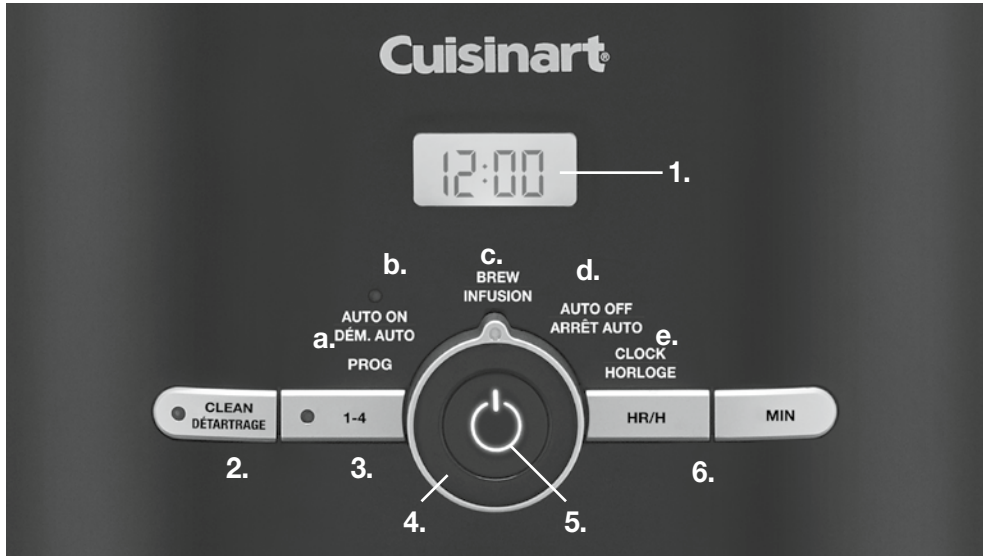 Cuisinart®
12:00
1.
b.
c.
d.
BREW
INFUSION
AUTO ON
DÉM. AUTO
AUTO OFF
ARRÊT AUTO
a.
e.
PROG
CLOCK
HORLOGE
CLEAN
DÉTARTRAGE
1-4
HR/H
MIN
2.
3.
6.
4.
5.